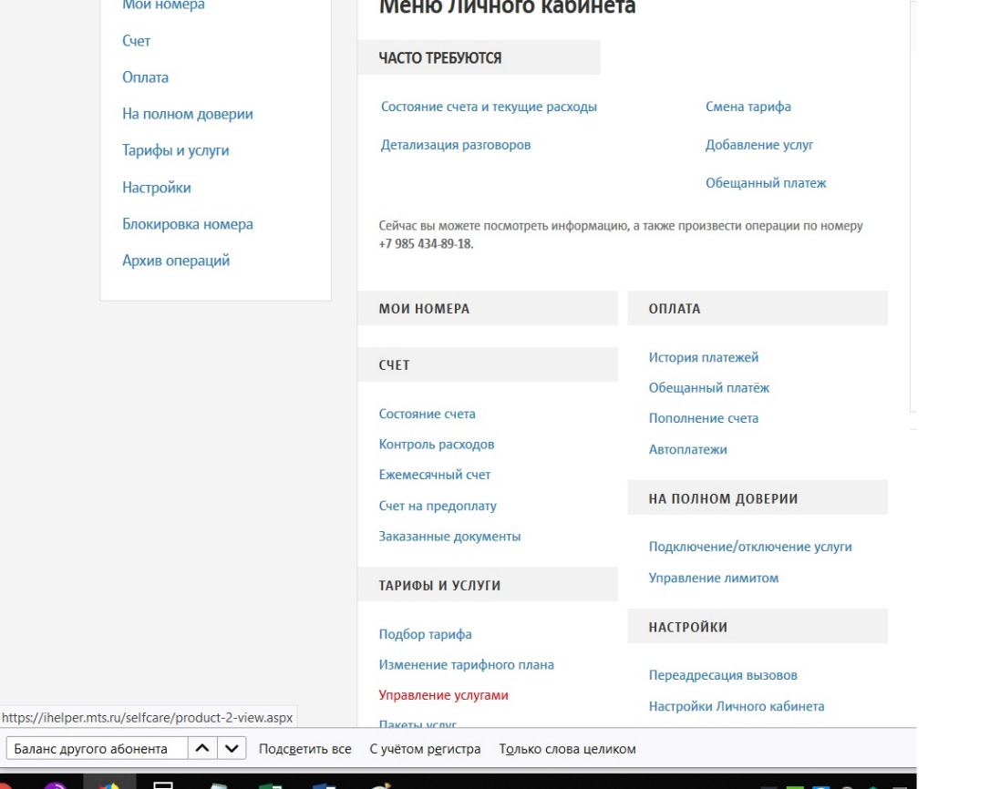 Мои номера
Счет
Оплата
На полном доверии
Тарифы и услуги
Настройки
Блокировка номера
Архив операций
Меню Личного кабинета
ЧАСТО ТРЕБУЮТСЯ
Состояние счета и текущие расходы
Детализация разговоров
Смена тарифа
Добавление услуг
Обещанный платеж
Сейчас вы можете посмотреть информацию, а также произвести операции по номеру
+7 985 434-89-18.
МОИ НОМЕРА
СЧЕТ
Состояние счета
Контроль расходов
Ежемесячный счет
Счет на предоплату
Заказанные документы
ТАРИФЫ И УСЛУГИ
Подбор тарифа
Изменение тарифного плана
Управление услугами
Пакеты услуг
ОПЛАТА
История платежей
Обещанный платёж
Пополнение счета
Автоплатежи
НА ПОЛНОМ ДОВЕРИИ
Подключение/отключение услуги
Управление лимитом
НАСТРОЙКИ
Переадресация вызовов
Настройки Личного кабинета
https://ihelper.mts.ru/selfcare/product-2-view.aspx
Баланс другого абонента Подсветить все С учётом регистра Только слова целиком